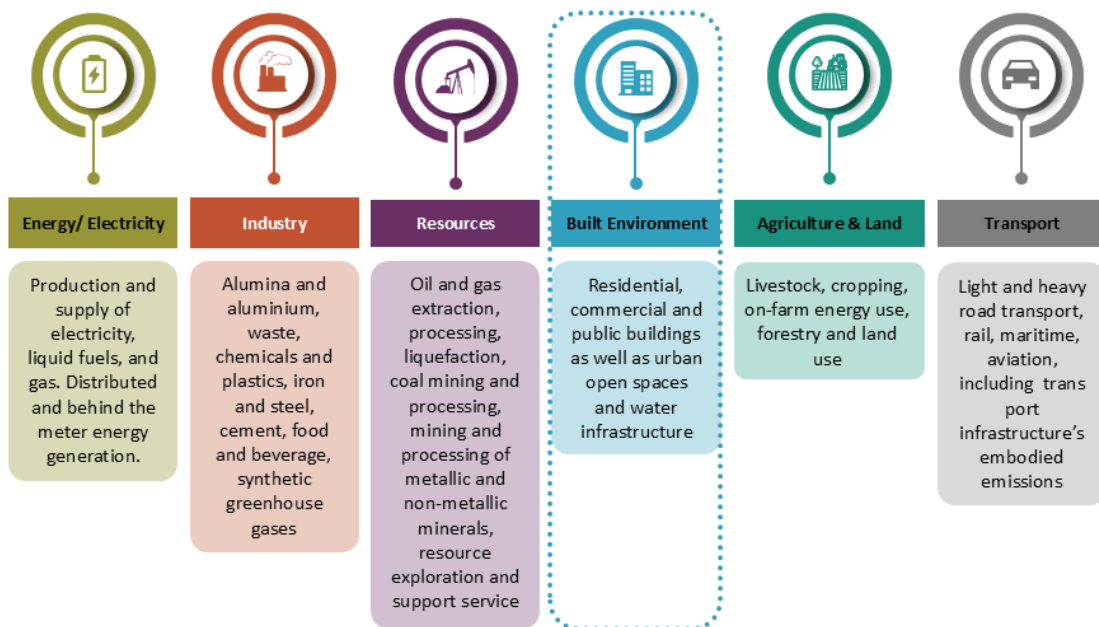 Energy/ Electricity
Production and
supply of
electricity,
liquid fuels, and
gas. Distributed
and behind the
meter energy
generation.
Industry
Alumina and
aluminium,
waste,
chemicals and
plastics, iron
and steel,
cement, food
and beverage,
synthetic
greenhouse
gases
Resources
Oil and gas
extraction,
processing,
liquefaction,
coal mining and
processing,
mining and
processing of
metallic and
non-metallic
minerals,
resource
exploration and
support service
Built Environment
Residential,
commercial and
public buildings
as well as urban
open spaces
and water
infrastructure
Agriculture & Land
Livestock, cropping,
on-farm energy use,
forestry and land
use
Transport
Light and heavy
road transport,
rail, maritime,
aviation,
including trans
port
infrastructure’s
embodied
emissions